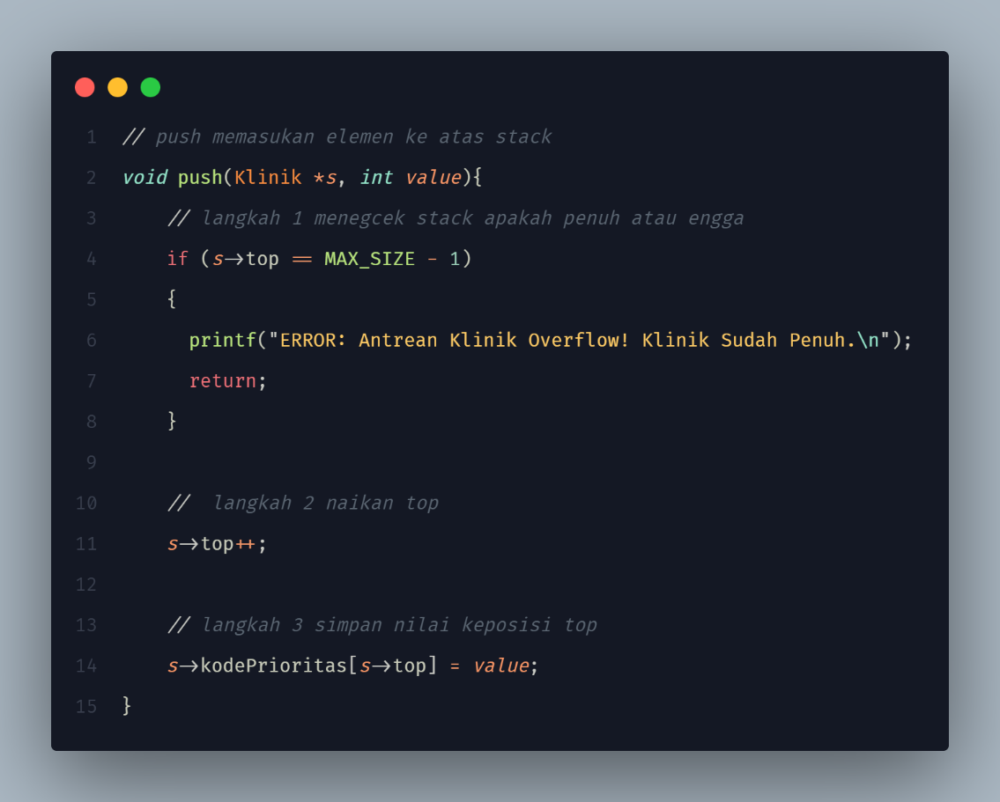 1 // push memasukan elemen ke atas stack
2 void push(Klinik *s, int value){
3 // langkah 1 menegcek stack apakah penuh atau engga
4 if (s->top == MAX_SIZE - 1)
5 {
6 printf("ERROR: Antrean Klinik Overflow! Klinik Sudah Penuh.\n");
7 return;
8 }
9
10 //  langkah 2 naikan top
11 s->top++;
12
13 // langkah 3 simpan nilai keposisi top
14 s->kodePrioritas[s->top] = value;
15 }